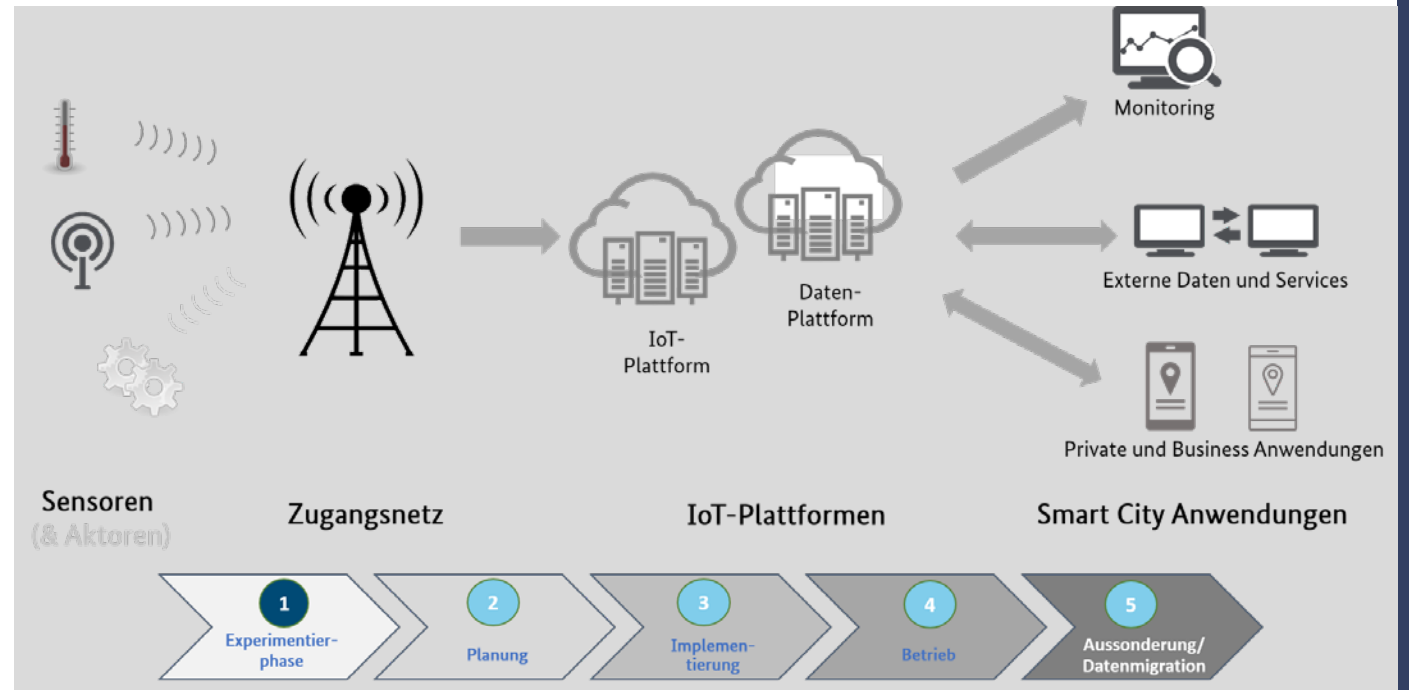 Monitoring
Externe Daten und Services
Daten-
Plattform
IoT-
Plattform
Private und Business Anwendungen
Sensoren
(& Aktoren)
Zugangsnetz
IoT-Plattformen
Smart City Anwendungen
1
Experimentier-
phase
2
Planung
3
Implemen-
tierung
4
Betrieb
5
Aussonderung/
Datenmigration